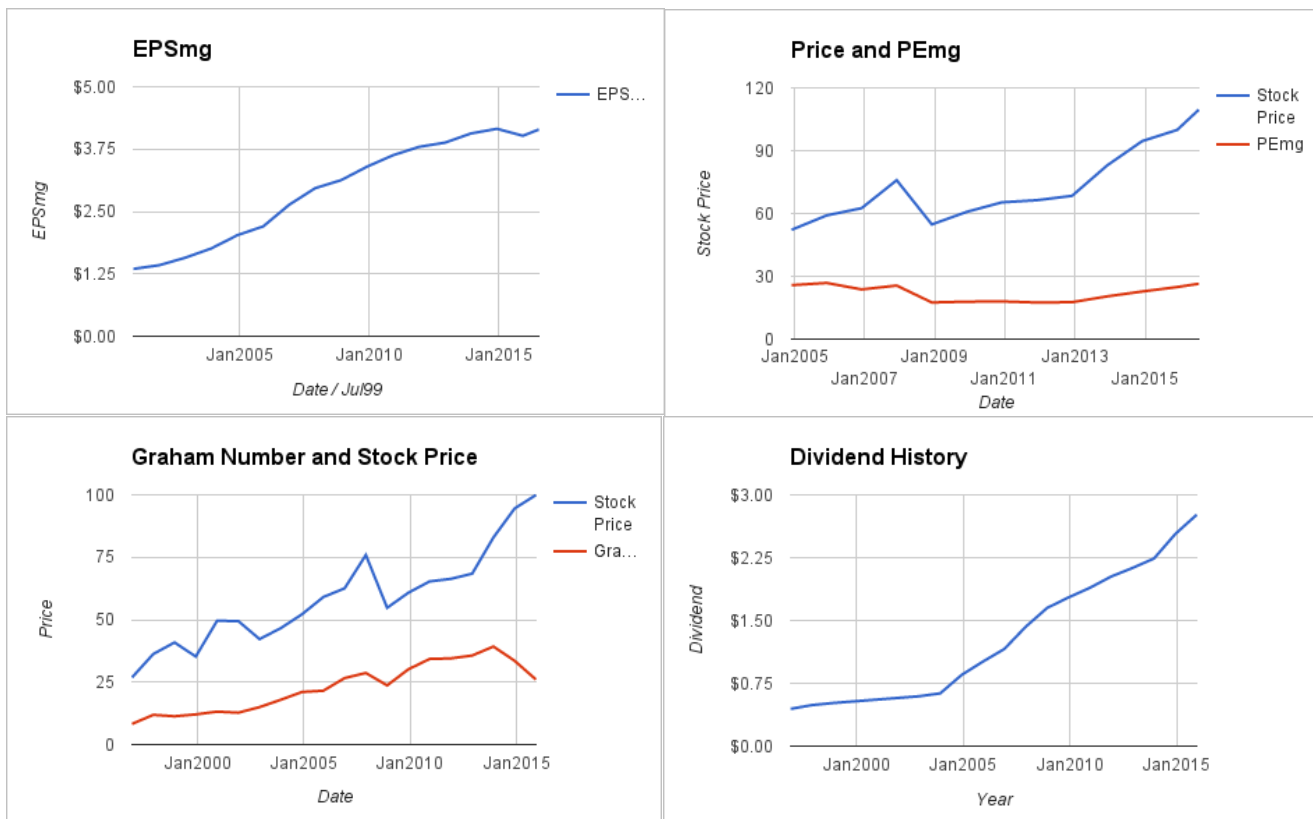 EPSmg
$5.00
$3.75
$2.50
$1.25
$0.00
EPSmg
Jan2005
Jan2010
Jan2015
Date / Jul99
EPS...
Price and PEmg
120
90
60
30
0
Stock Price
Jan2005
Jan2009
Jan2013
Jan2007
Jan2011
Jan2015
Date
Stock
Price
PEmg
Graham Number and Stock Price
100
75
50
25
0
Price
Jan2000
Jan2005
Jan2010
Jan2015
Date
Stock
Price
Gra...
Dividend History
$3.00
$2.25
$1.50
$0.75
$0.00
Dividend
Jan2000
Jan2005
Jan2010
Jan2015
Year